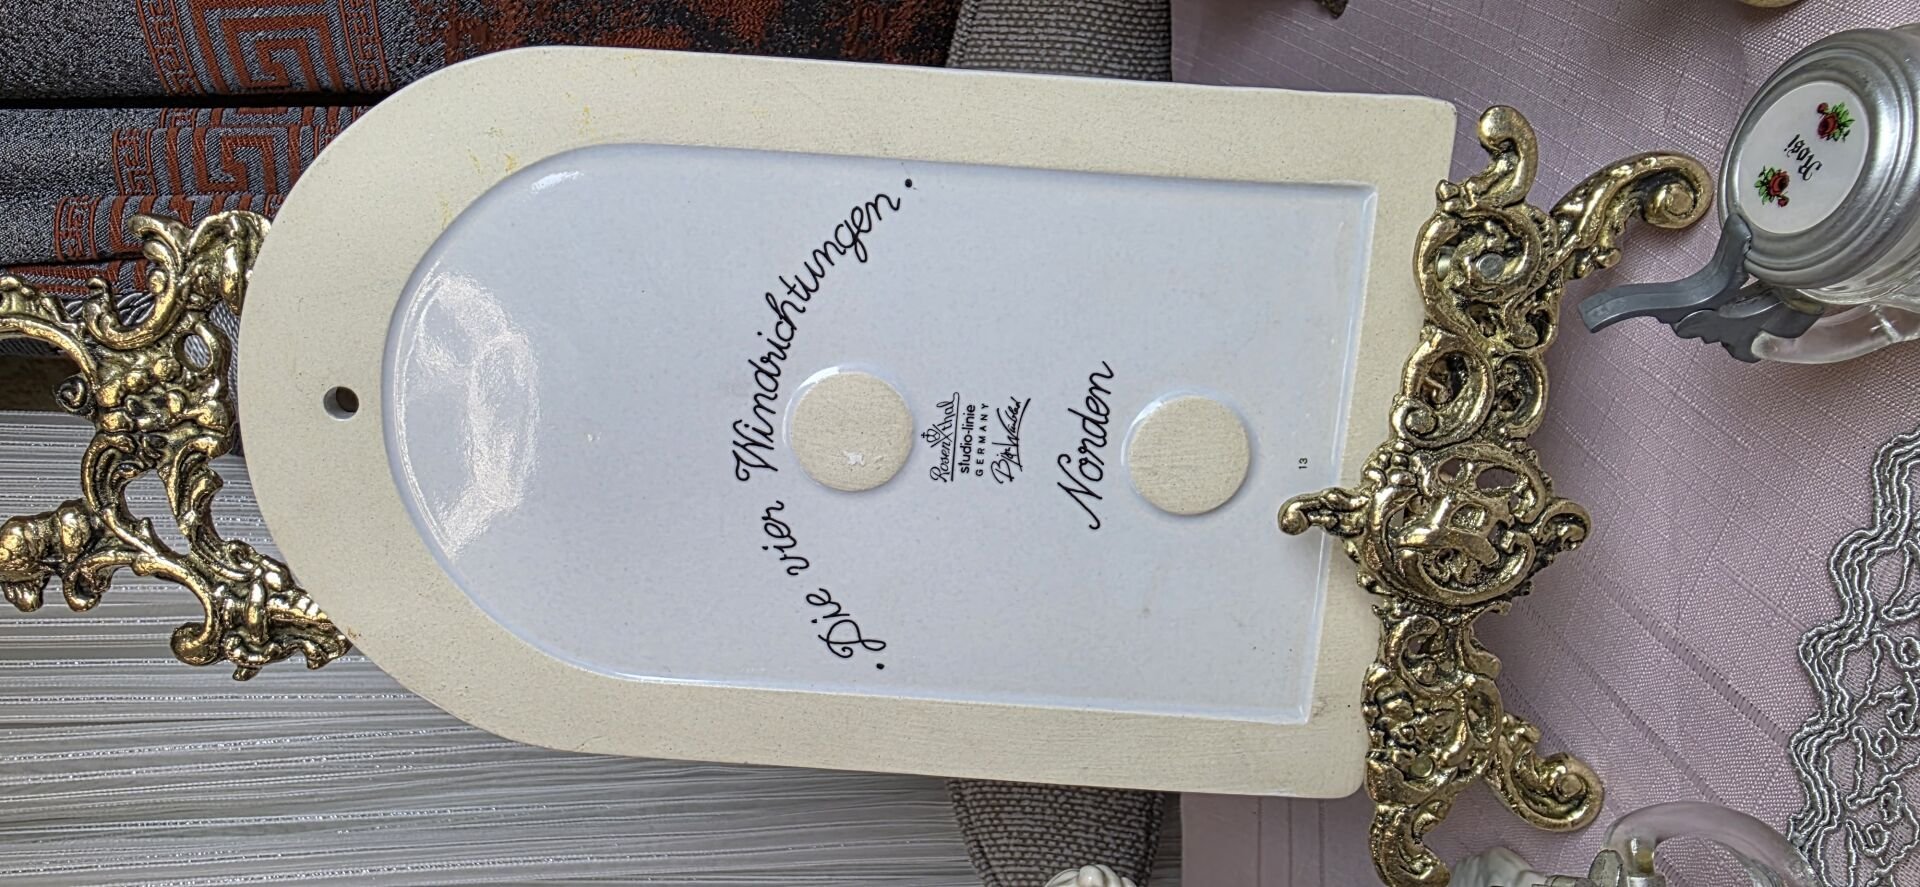 . Die vier Windrichtungen .
Rosenthal
studio-linie
GERMANY
Norden
13
Rosi